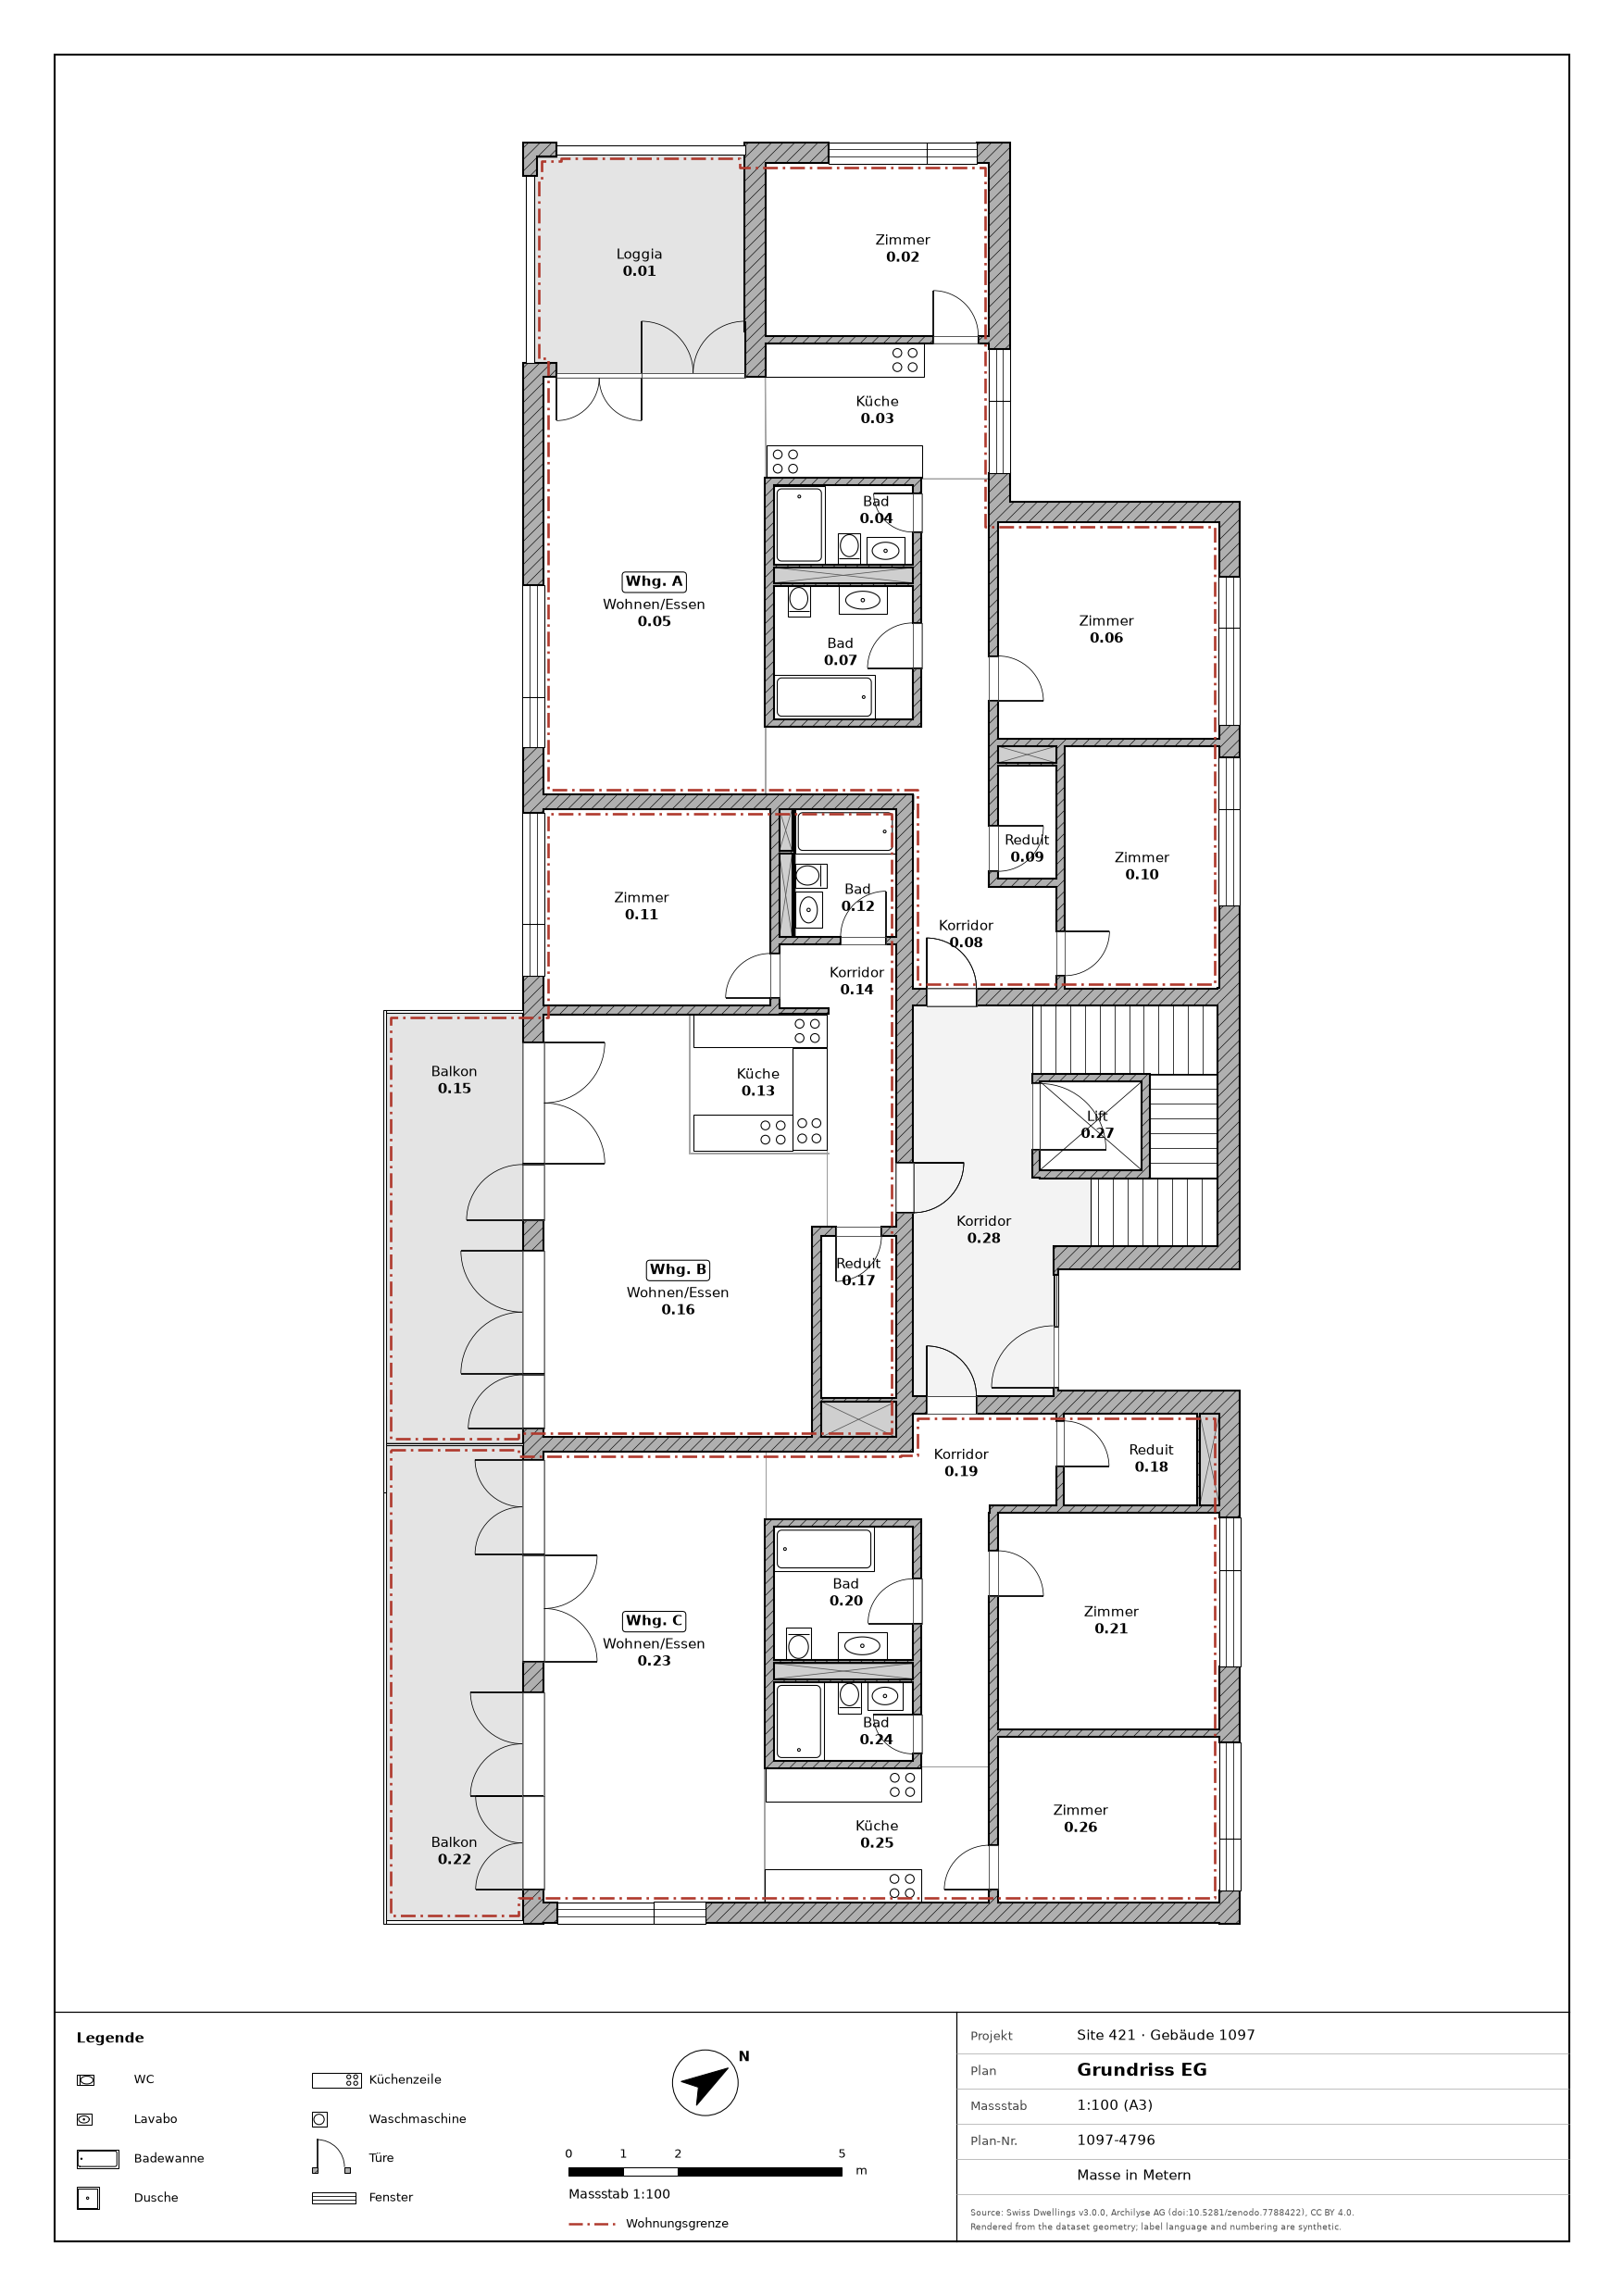 Loggia
0.01
Zimmer
0.02
Küche
0.03
Bad
0.04
Whg. A
Wohnen/Essen
0.05
Zimmer
0.06
Bad
0.07
Reduit
0.09
Zimmer
0.10
Zimmer
0.11
Bad
0.12
Korridor
0.08
Korridor
0.14
Balkon
0.15
Küche
0.13
Lift
0.27
Korridor
0.28
Whg. B
Wohnen/Essen
0.16
Reduit
0.17
Korridor
0.19
Reduit
0.18
Bad
0.20
Zimmer
0.21
Whg. C
Wohnen/Essen
0.23
Bad
0.24
Balkon
0.22
Küche
0.25
Zimmer
0.26
Legende
WC
Lavabo
Badewanne
Dusche
Küchenzeile
Waschmaschine
Türe
Fenster
N
0 1 2 5 m
Massstab 1:100
Wohnungsgrenze
Projekt Site 421 · Gebäude 1097
Plan Grundriss EG
Massstab 1:100 (A3)
Plan-Nr. 1097-4796
Masse in Metern
Source: Swiss Dwellings v3.0.0, Archilyse AG (doi:10.5281/zenodo.7788422), CC BY 4.0.
Rendered from the dataset geometry; label language and numbering are synthetic.